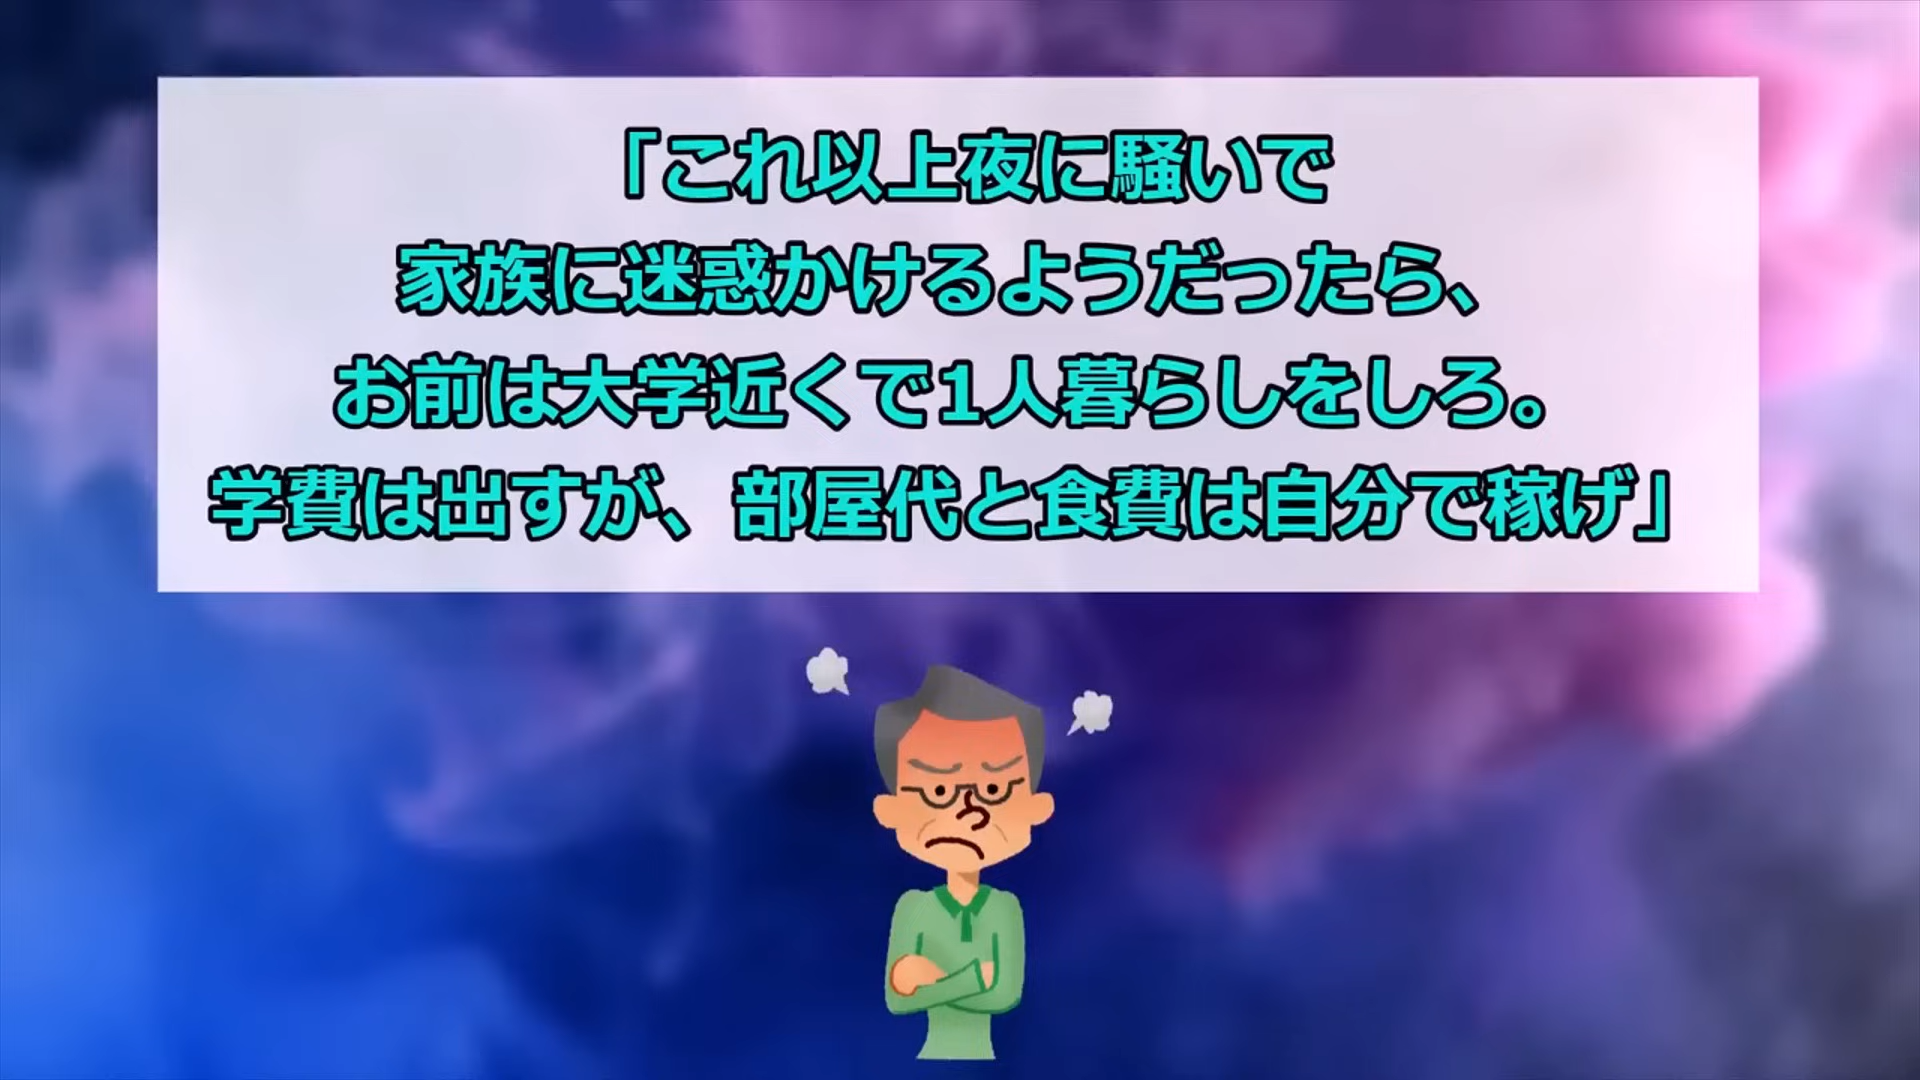 「これ以上夜に騒いで
家族に迷惑かけるようだったら、
お前は大学近くで1人暮らしをしろ。
学費は出すが、部屋代と食費は自分で稼げ」